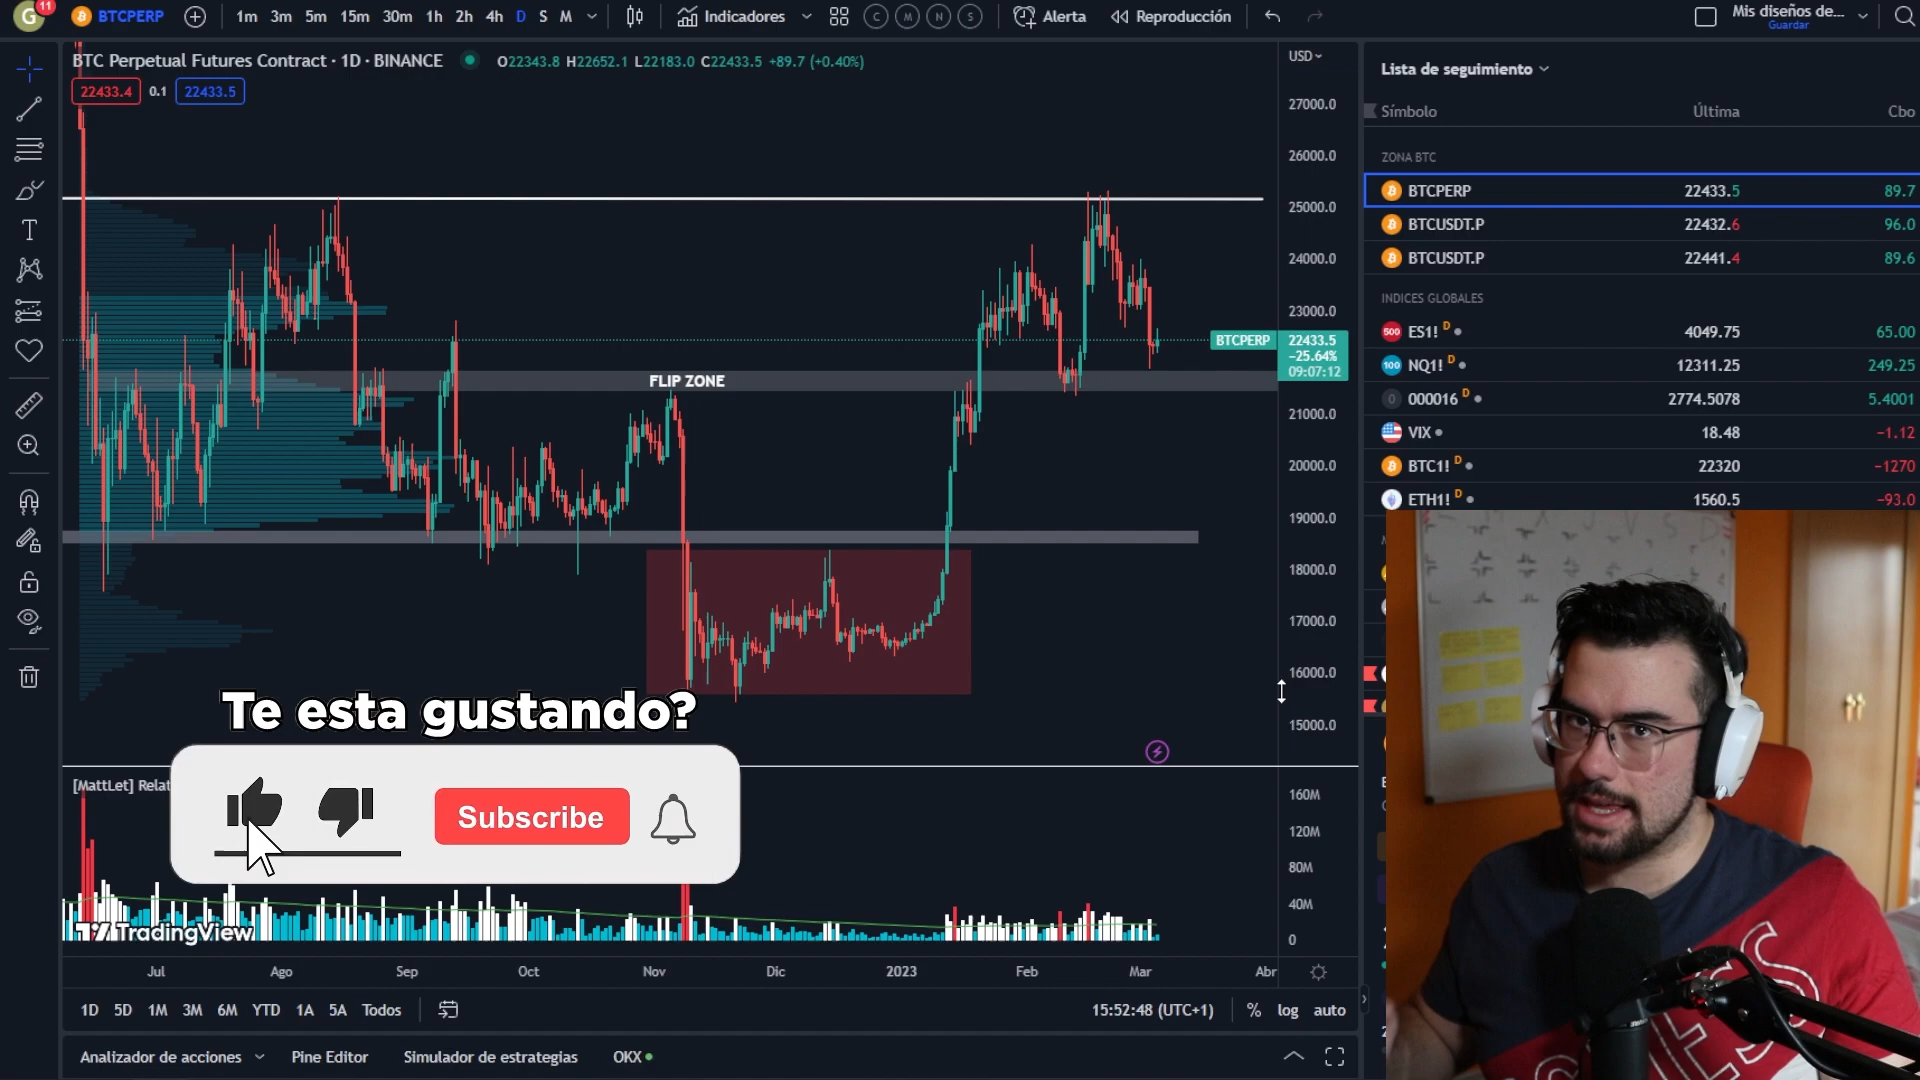 G 11 BTCPERP 1m 3m 5m 15m 30m 1h 2h 4h D S M Indicadores C M N S Alerta Reproducción Mis diseños de...
Guardar
BTC Perpetual Futures Contract · 1D · BINANCE O22343.8 H22652.1 L22183.0 C22433.5 +89.7 (+0.40%)
22433.4 0.1 22433.5
USD
27000.0
26000.0
25000.0
24000.0
23000.0
BTCPERP 22433.5
−25.64%
09:07:12
FLIP ZONE
21000.0
20000.0
19000.0
18000.0
17000.0
16000.0
15000.0
Lista de seguimiento
Símbolo Última Cbo
ZONA BTC
BTCPERP 22433.5 89.7
BTCUSDT.P 22432.6 96.0
BTCUSDT.P 22441.4 89.6
INDICES GLOBALES
500 ES1! D 4049.75 65.00
100 NQ1! D 12311.25 249.25
0 000016 D 2774.5078 5.4001
VIX 18.48 −1.12
BTC1! D 22320 −1270
ETH1! D 1560.5 −93.0
Te esta gustando?
[MattLet] Relat
Subscribe
160M
120M
80M
40M
0
TradingView
Jul Ago Sep Oct Nov Dic 2023 Feb Mar Abr
1D 5D 1M 3M 6M YTD 1A 5A Todos 15:52:48 (UTC+1) % log auto
Analizador de acciones Pine Editor Simulador de estrategias OKX